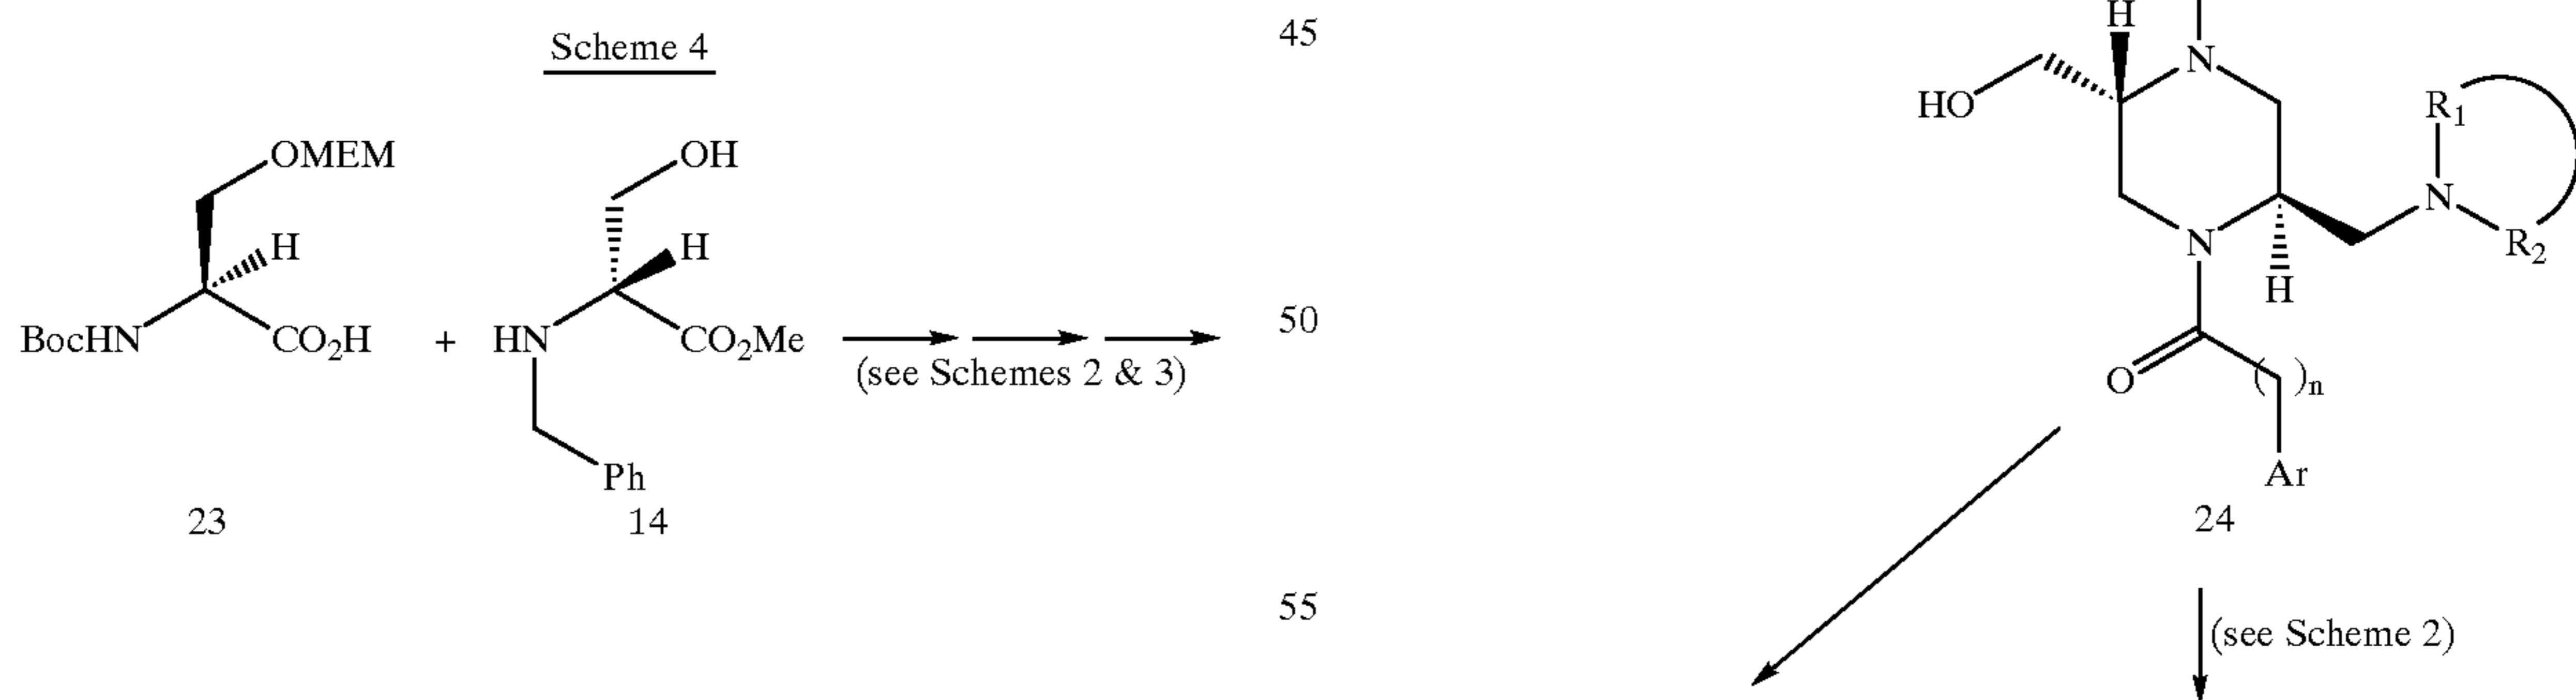 Scheme 4
OMEM
H
BocHN
CO2H
23
+
OH
H
HN
CO2Me
Ph
14
(see Schemes 2 & 3)
45
50
55
H
N
HO
R1
N
R2
N
H
O
( )n
Ar
24
(see Scheme 2)